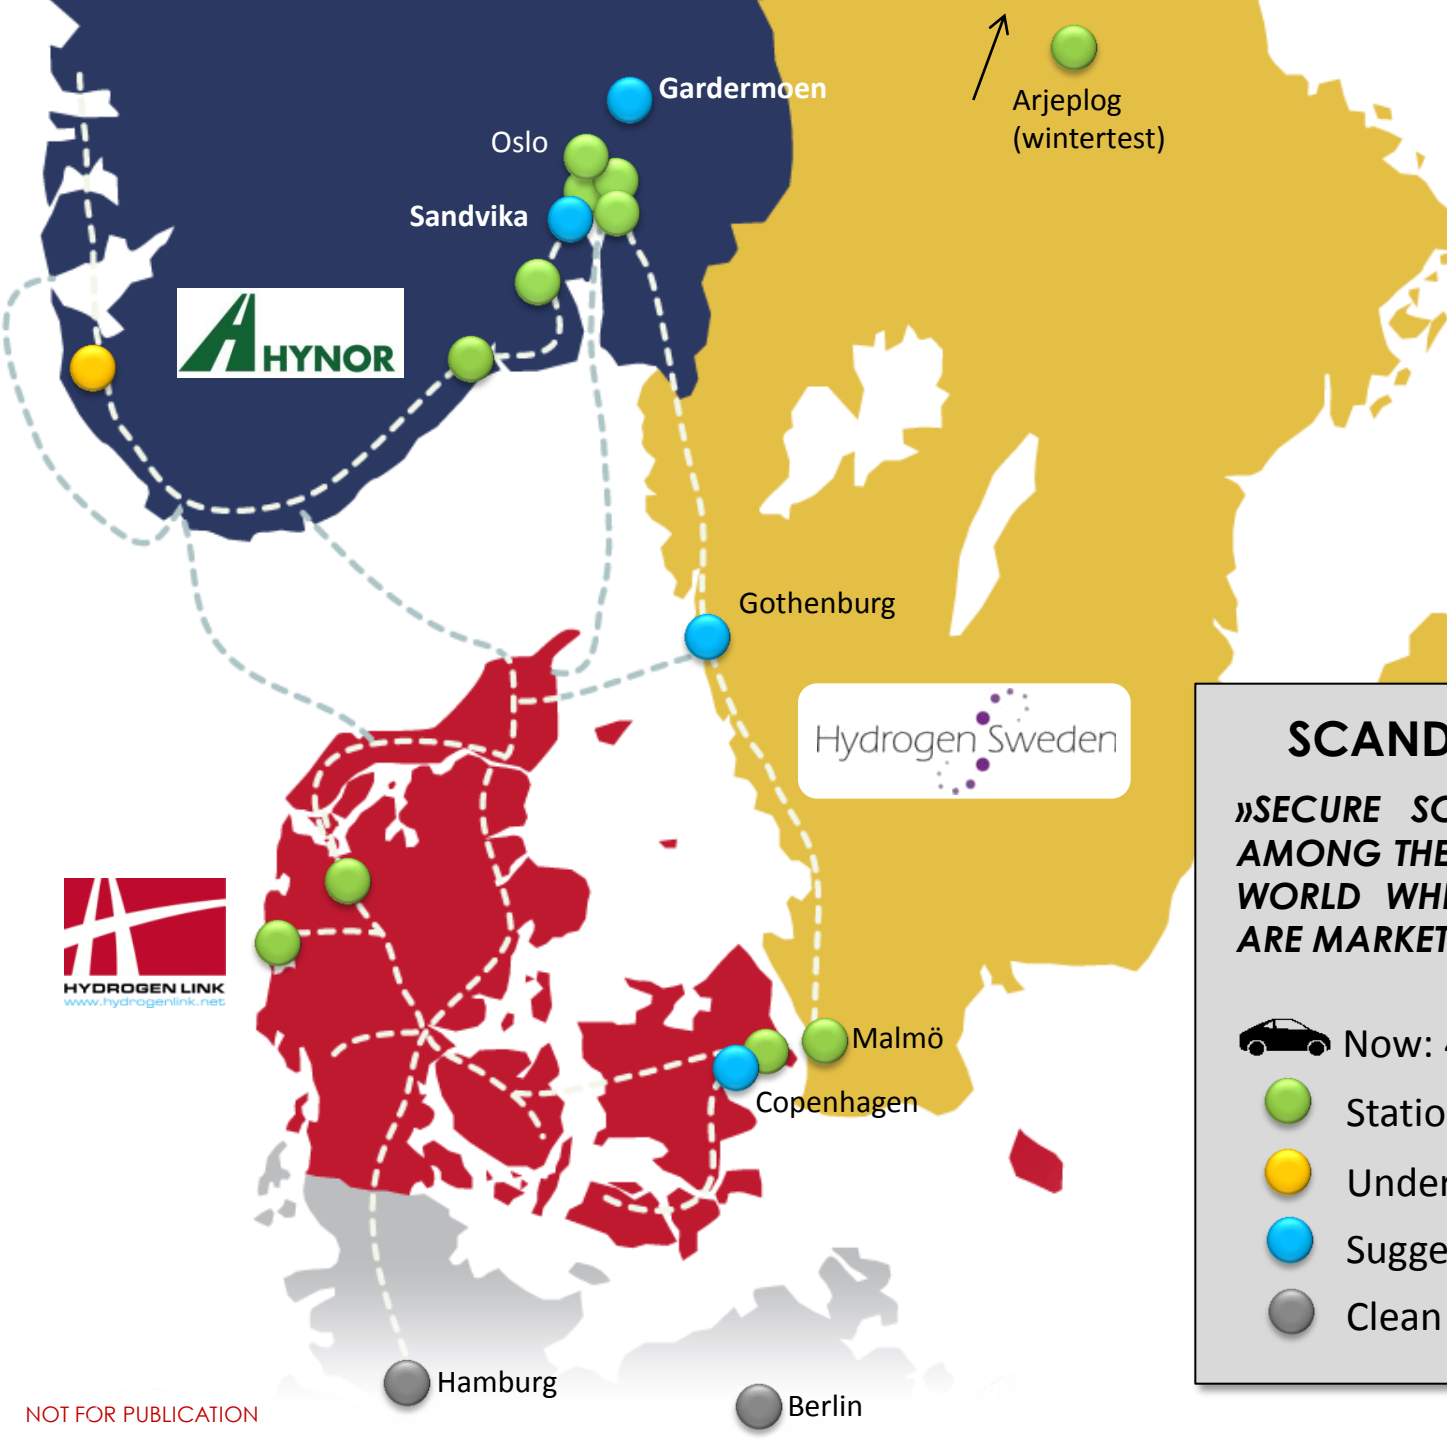 Gardermoen
Arjeplog
(wintertest)
Oslo
Sandvika
HYNOR
Gothenburg
Hydrogen Sweden
HYDROGEN LINK
www.hydrogenlink.net
Malmö
Copenhagen
Hamburg
Berlin
NOT FOR PUBLICATION
SCAND
»SECURE SC
AMONG THE
WORLD WH
ARE MARKET
Now:
Statio
Under
Sugge
Clean